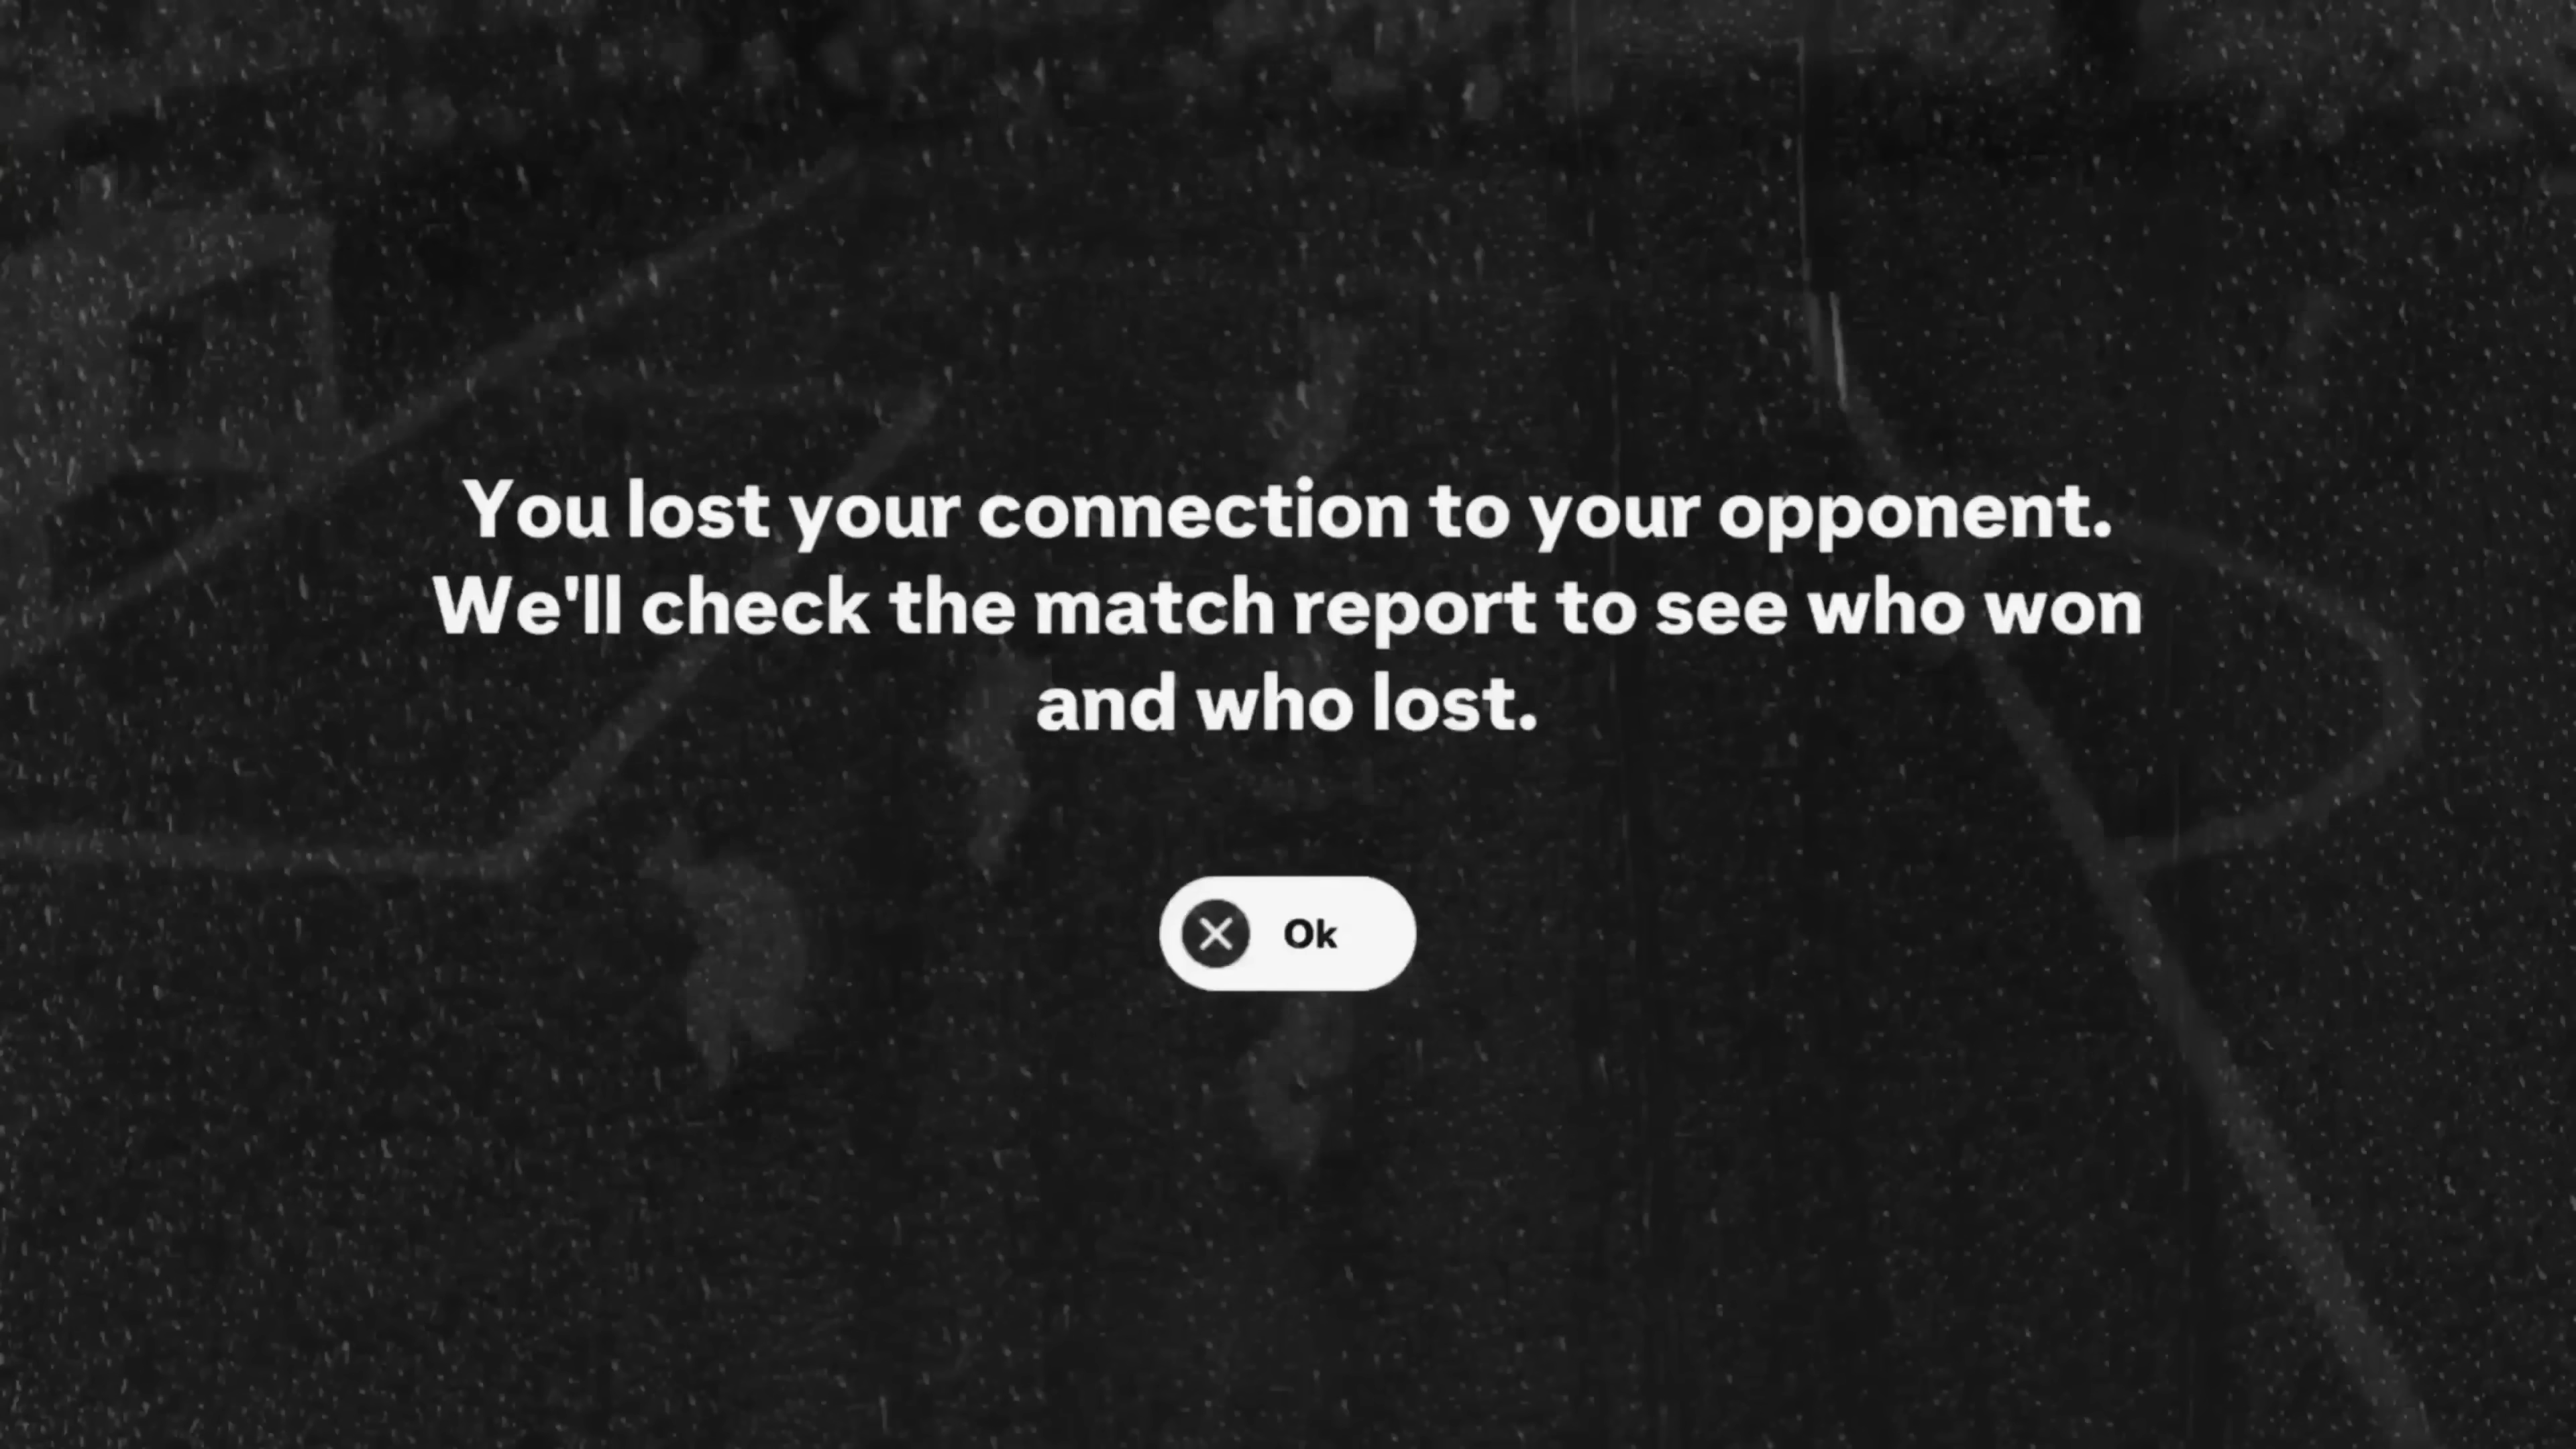 You lost your connection to your opponent.
We'll check the match report to see who won
and who lost.
Ok